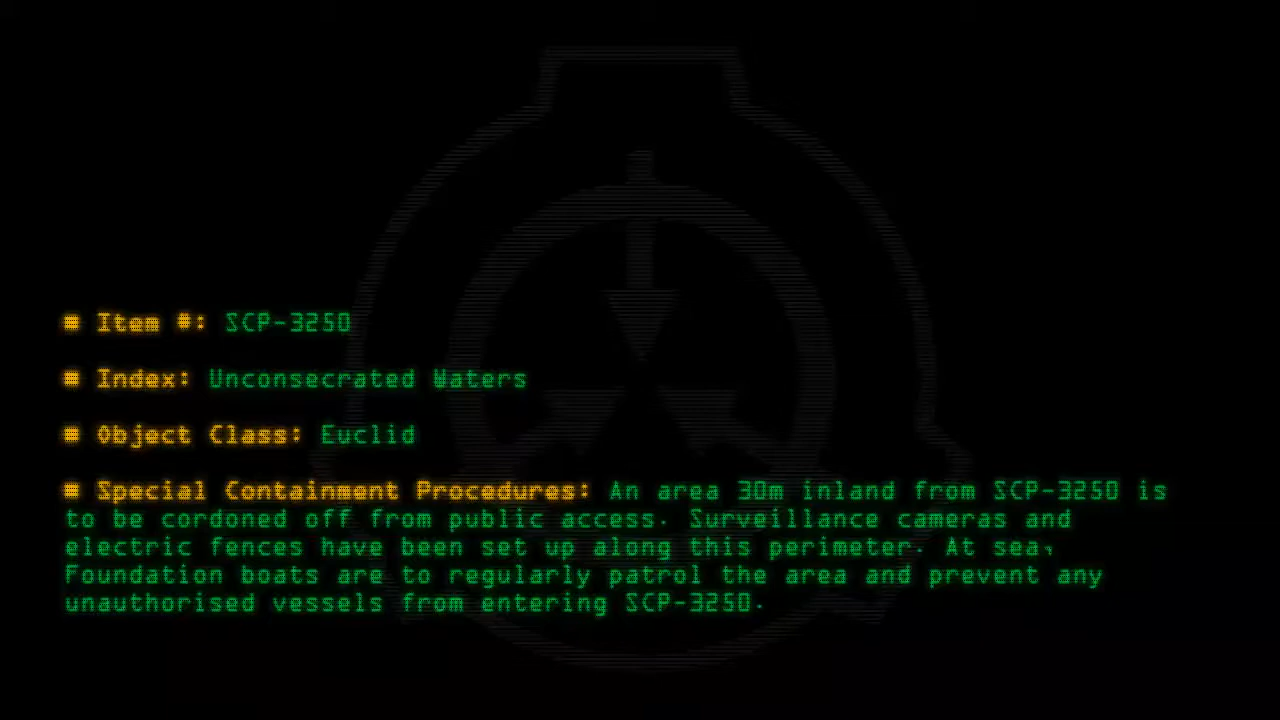 ■ Item #: SCP-3250
■ Index: Unconsecrated Waters
■ Object Class: Euclid
■ Special Containment Procedures: An area 30m inland from SCP-3250 is
to be cordoned off from public access. Surveillance cameras and
electric fences have been set up along this perimeter. At sea,
Foundation boats are to regularly patrol the area and prevent any
unauthorised vessels from entering SCP-3250.